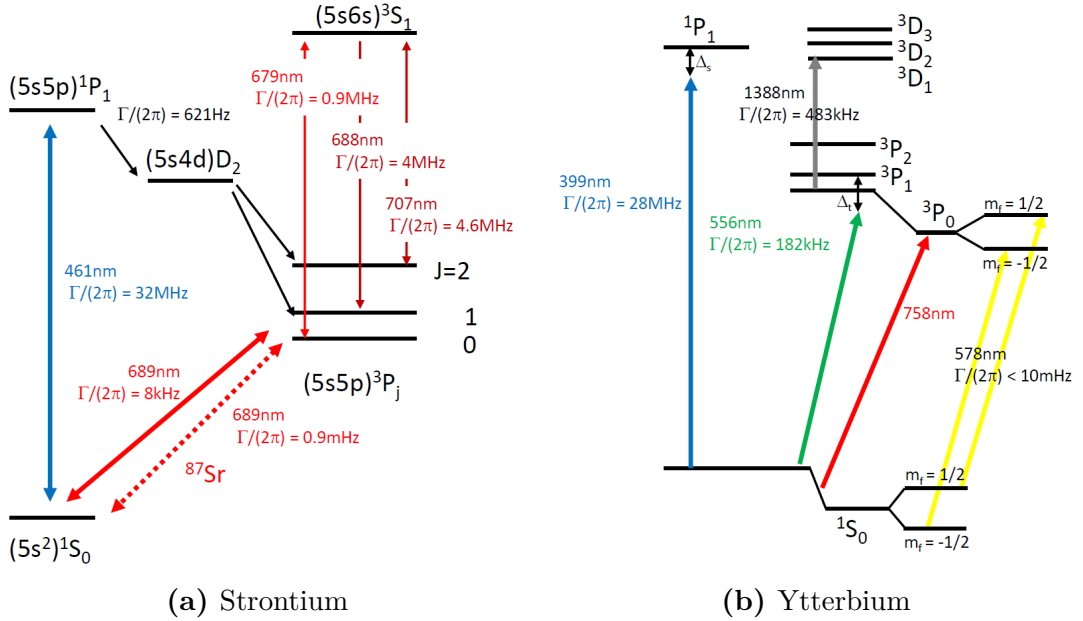 (5s6s)³S₁
(5s5p)¹P₁
679nm
Γ/(2π) = 0.9MHz
Γ/(2π) = 621Hz
688nm
Γ/(2π) = 4MHz
(5s4d)D₂
707nm
Γ/(2π) = 4.6MHz
461nm
Γ/(2π) = 32MHz
J=2
1
0
689nm
Γ/(2π) = 8kHz
(5s5p)³Pⱼ
689nm
Γ/(2π) = 0.9mHz
⁸⁷Sr
(5s²)¹S₀
(a) Strontium
¹P₁
Δₛ
³D₃
³D₂
³D₁
1388nm
Γ/(2π) = 483kHz
³P₂
³P₁
399nm
Γ/(2π) = 28MHz
Δₜ
³P₀
m_f = 1/2
556nm
Γ/(2π) = 182kHz
m_f = -1/2
758nm
578nm
Γ/(2π) < 10mHz
m_f = 1/2
¹S₀
m_f = -1/2
(b) Ytterbium